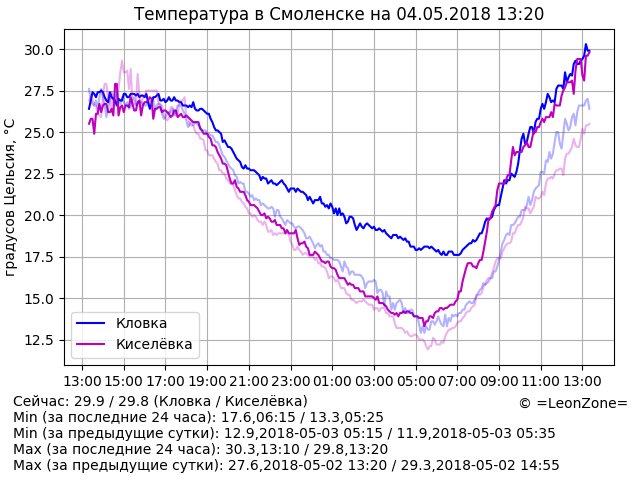 Температура в Смоленске на 04.05.2018 13:20
градусов Цельсия, °C
30.0
27.5
25.0
22.5
20.0
17.5
15.0
12.5
Кловка
Киселёвка
13:00 15:00 17:00 19:00 21:00 23:00 01:00 03:00 05:00 07:00 09:00 11:00 13:00
Сейчас: 29.9 / 29.8 (Кловка / Киселёвка)
© =LeonZone=
Min (за последние 24 часа): 17.6,06:15 / 13.3,05:25
Min (за предыдущие сутки): 12.9,2018-05-03 05:15 / 11.9,2018-05-03 05:35
Max (за последние 24 часа): 30.3,13:10 / 29.8,13:20
Max (за предыдущие сутки): 27.6,2018-05-02 13:20 / 29.3,2018-05-02 14:55